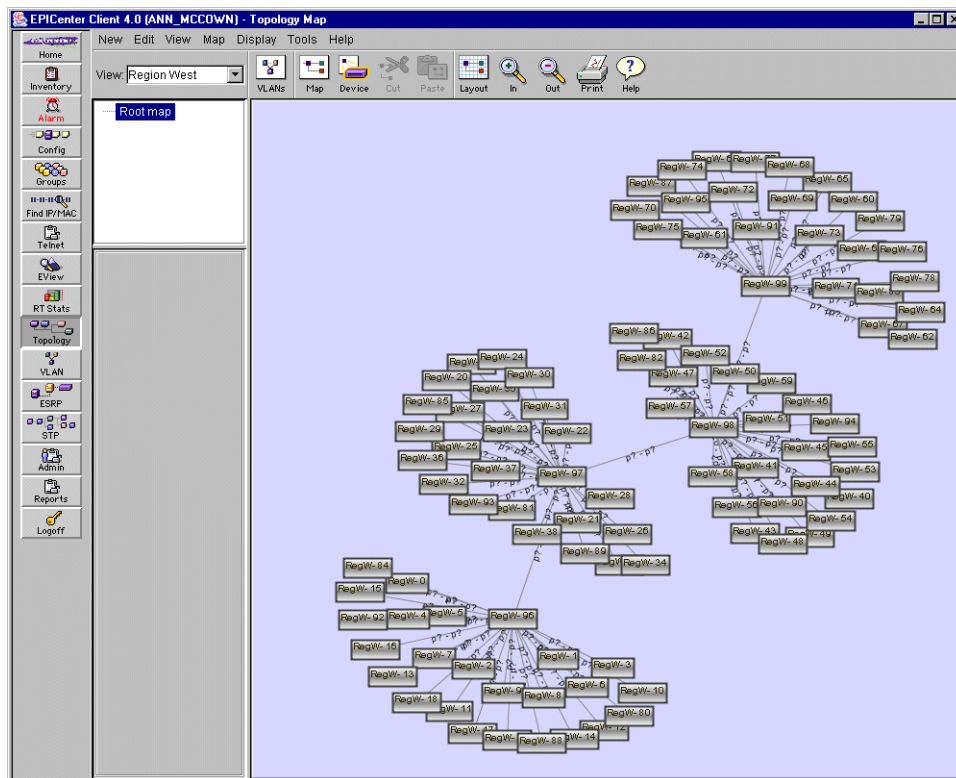 EPICenter Client 4.0 (ANN_MCCOWN) - Topology Map
New Edit View Map Display Tools Help
View: Region West
VLANs Map Device Cut Paste Layout In Out Print Help
Home
Inventory
Alarm
Config
Groups
Find IP/MAC
Telnet
EView
RT Stats
Topology
VLAN
ESRP
STP
Admin
Reports
Logoff
Root map
RegW- 74
RegW- 68
RegW- 87
RegW- 72
RegW- 65
RegW- 70
RegW- 95
RegW- 69
RegW- 60
RegW- 75
RegW- 61
RegW- 91
RegW- 73
RegW- 79
RegW- 76
RegW- 99
RegW- 78
RegW- 64
RegW- 62
p? - p?
RegW- 86
RegW- 42
RegW- 82
RegW- 52
RegW- 47
RegW- 50
RegW- 59
RegW- 57
RegW- 51
RegW- 46
RegW- 98
RegW- 94
RegW- 45
RegW- 55
RegW- 58
RegW- 41
RegW- 53
RegW- 44
RegW- 40
RegW- 90
RegW- 54
RegW- 43
RegW- 49
RegW- 48
p? - p?
RegW- 24
RegW- 20
RegW- 30
RegW- 85
RegW- 27
RegW- 31
RegW- 29
RegW- 23
RegW- 22
RegW- 25
RegW- 36
RegW- 37
RegW- 97
RegW- 32
RegW- 28
RegW- 93
RegW- 81
RegW- 21
RegW- 38
RegW- 26
RegW- 89
RegW- 34
p? - p?
RegW- 84
RegW- 0
RegW- 15
RegW- 92
RegW- 4
RegW- 5
RegW- 96
RegW- 16
RegW- 7
RegW- 2
RegW- 1
RegW- 3
RegW- 13
RegW- 6
RegW- 10
RegW- 18
RegW- 8
RegW- 11
RegW- 80
RegW- 88
RegW- 14